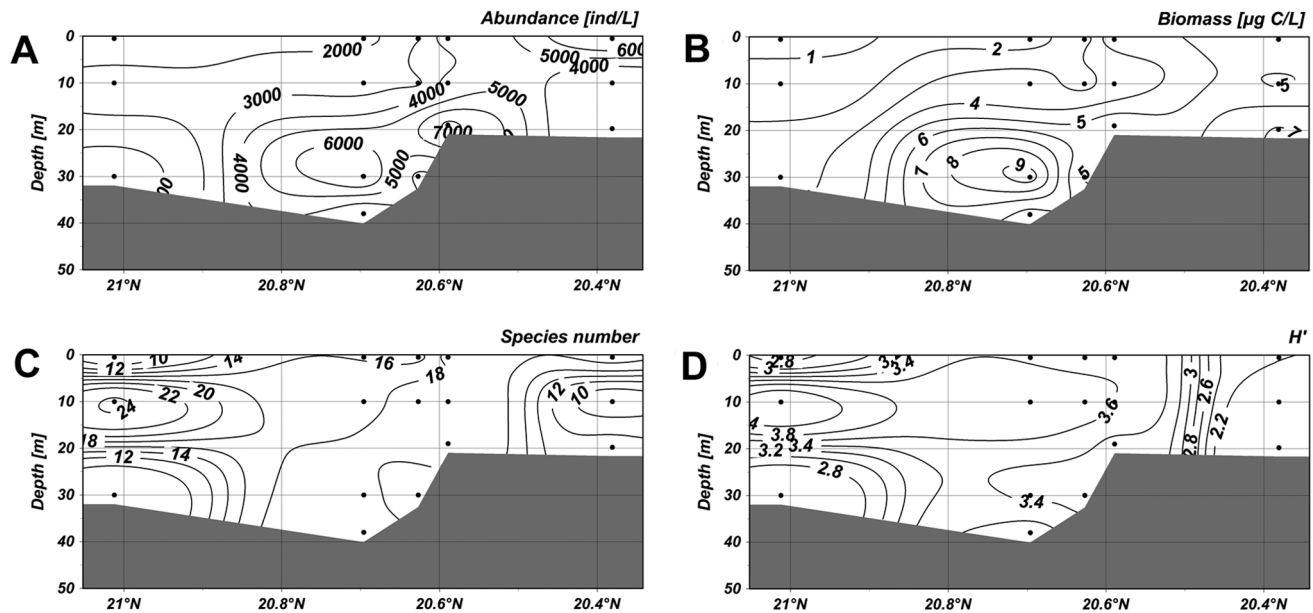 A
Abundance [ind/L]
0
10
20
30
40
50
Depth [m]
2000
5000
600
4000
3000
4000
5000
7000
6000
4000
5000
21°N
20.8°N
20.6°N
20.4°N
B
Biomass [µg C/L]
0
10
20
30
40
50
Depth [m]
1
2
4
5
5
6
7
7
8
9
5
21°N
20.8°N
20.6°N
20.4°N
C
Species number
0
10
20
30
40
50
Depth [m]
10
14
16
12
18
22
20
12
10
24
18
12
14
21°N
20.8°N
20.6°N
20.4°N
D
H'
0
10
20
30
40
50
Depth [m]
2.8
3
3.4
3
2.6
3.6
4
3.8
2.2
3.2
3.4
2.8
2.8
3.4
21°N
20.8°N
20.6°N
20.4°N